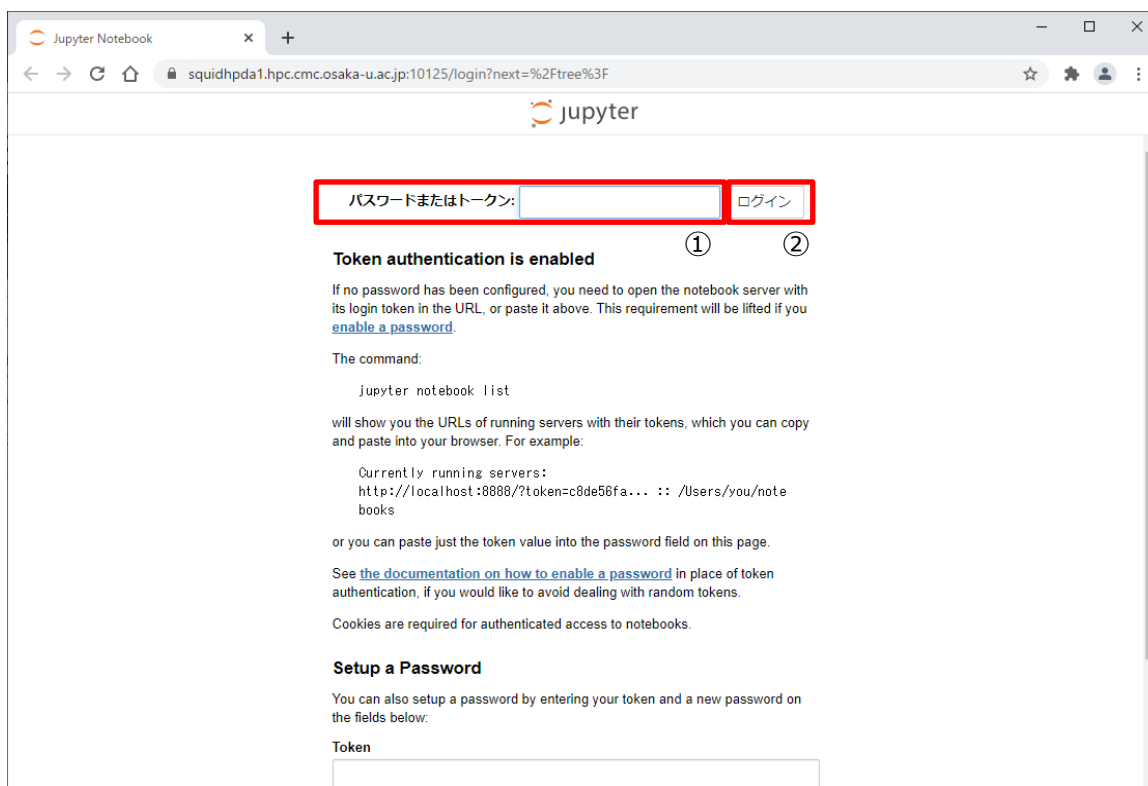 Jupyter Notebook
squidhpda1.hpc.cmc.osaka-u.ac.jp:10125/login?next=%2Ftree%3F
jupyter
パスワードまたはトークン: ログイン
① ②
Token authentication is enabled
If no password has been configured, you need to open the notebook server with
its login token in the URL, or paste it above. This requirement will be lifted if you
enable a password.
The command:
jupyter notebook list
will show you the URLs of running servers with their tokens, which you can copy
and paste into your browser. For example:
Currently running servers:
http://localhost:8888/?token=c8de56fa... :: /Users/you/note
books
or you can paste just the token value into the password field on this page.
See the documentation on how to enable a password in place of token
authentication, if you would like to avoid dealing with random tokens.
Cookies are required for authenticated access to notebooks.
Setup a Password
You can also setup a password by entering your token and a new password on
the fields below:
Token